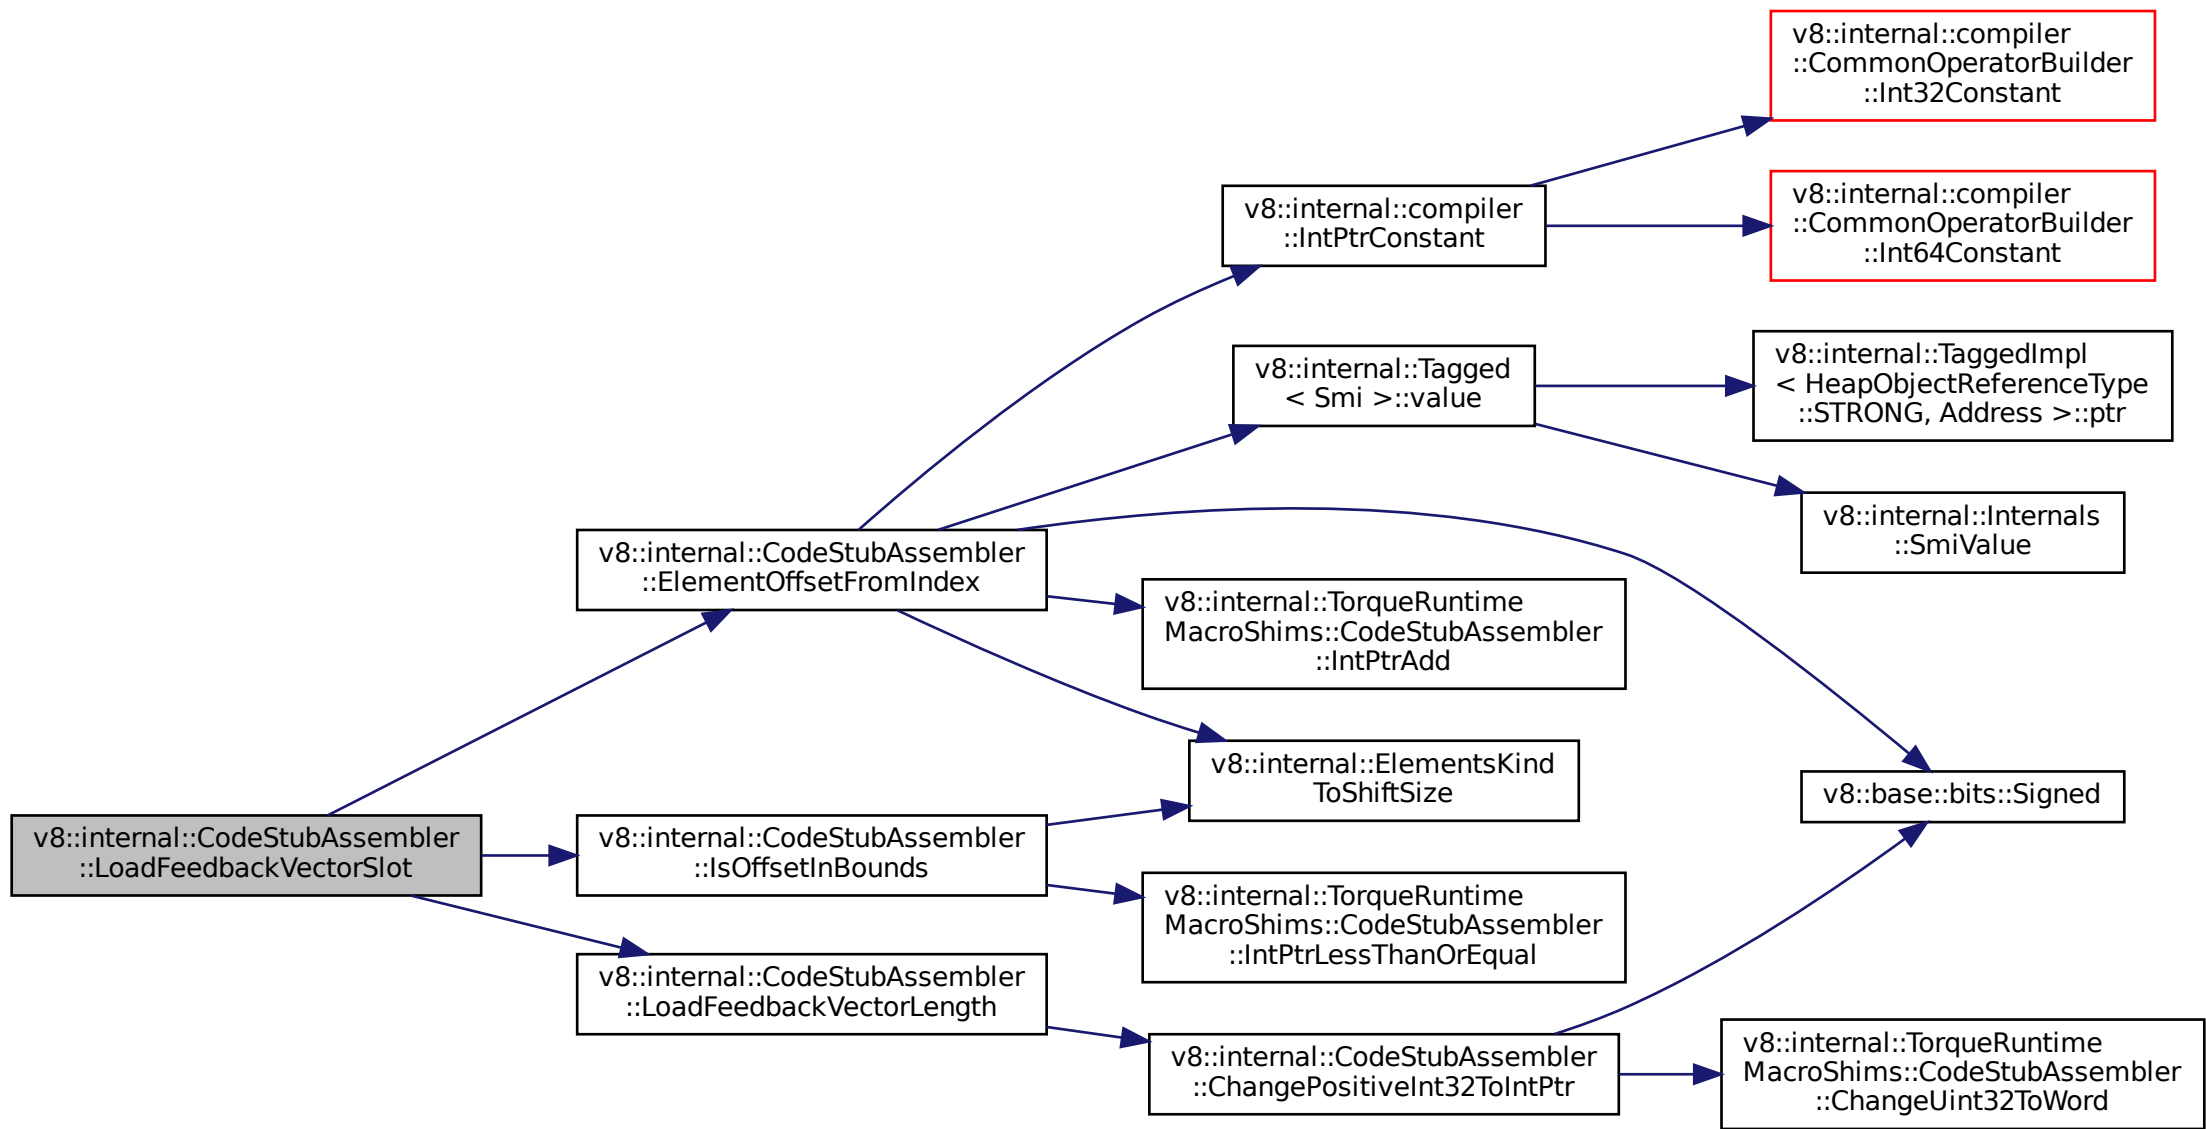 v8::internal::compiler
::CommonOperatorBuilder
::Int32Constant
v8::internal::compiler
::CommonOperatorBuilder
::Int64Constant
v8::internal::compiler
::IntPtrConstant
v8::internal::Tagged
< Smi >::value
v8::internal::TaggedImpl
< HeapObjectReferenceType
::STRONG, Address >::ptr
v8::internal::Internals
::SmiValue
v8::internal::CodeStubAssembler
::ElementOffsetFromIndex
v8::internal::TorqueRuntime
MacroShims::CodeStubAssembler
::IntPtrAdd
v8::internal::ElementsKind
ToShiftSize
v8::base::bits::Signed
v8::internal::CodeStubAssembler
::LoadFeedbackVectorSlot
v8::internal::CodeStubAssembler
::IsOffsetInBounds
v8::internal::TorqueRuntime
MacroShims::CodeStubAssembler
::IntPtrLessThanOrEqual
v8::internal::CodeStubAssembler
::LoadFeedbackVectorLength
v8::internal::CodeStubAssembler
::ChangePositiveInt32ToIntPtr
v8::internal::TorqueRuntime
MacroShims::CodeStubAssembler
::ChangeUint32ToWord